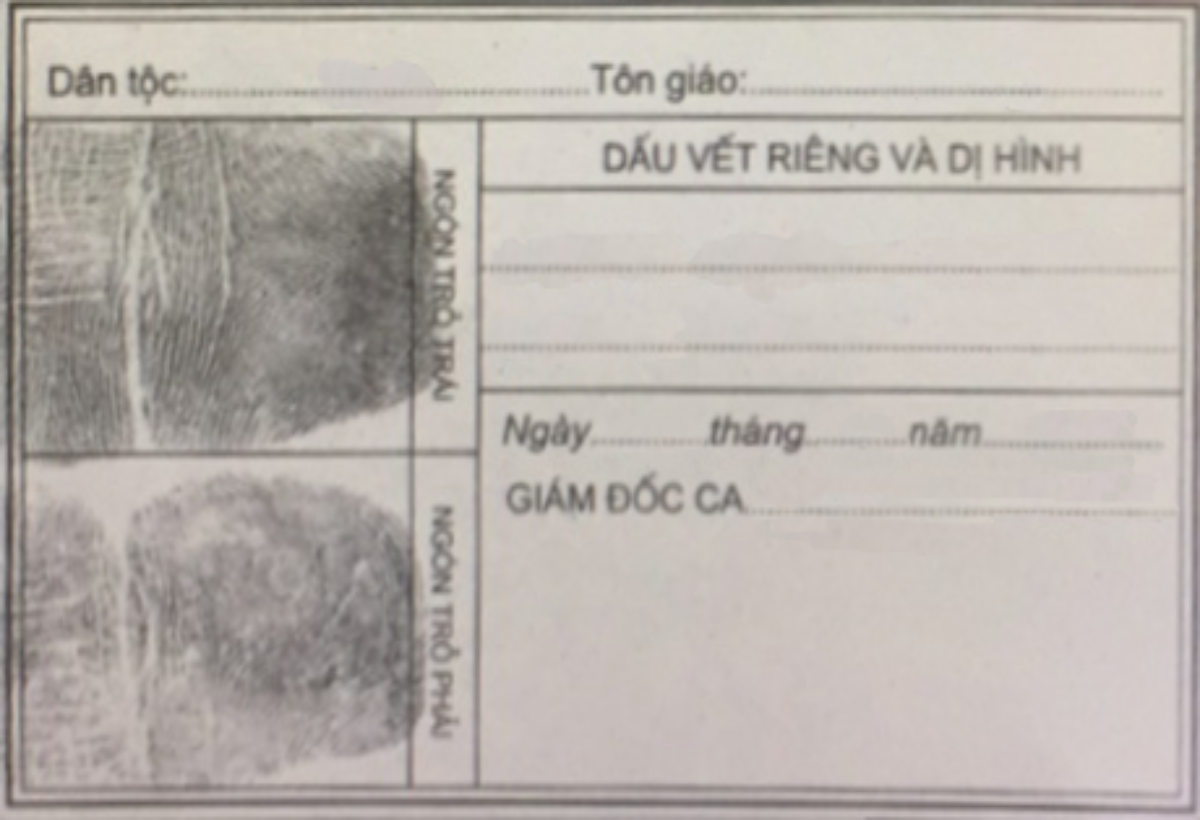 Dân tộc:..........Tôn giáo:..........
NGÓN TRỎ TRÁI
DẤU VẾT RIÊNG VÀ DỊ HÌNH
Ngày..........tháng..........năm..........
GIÁM ĐỐC CA..........
NGÓN TRỎ PHẢI